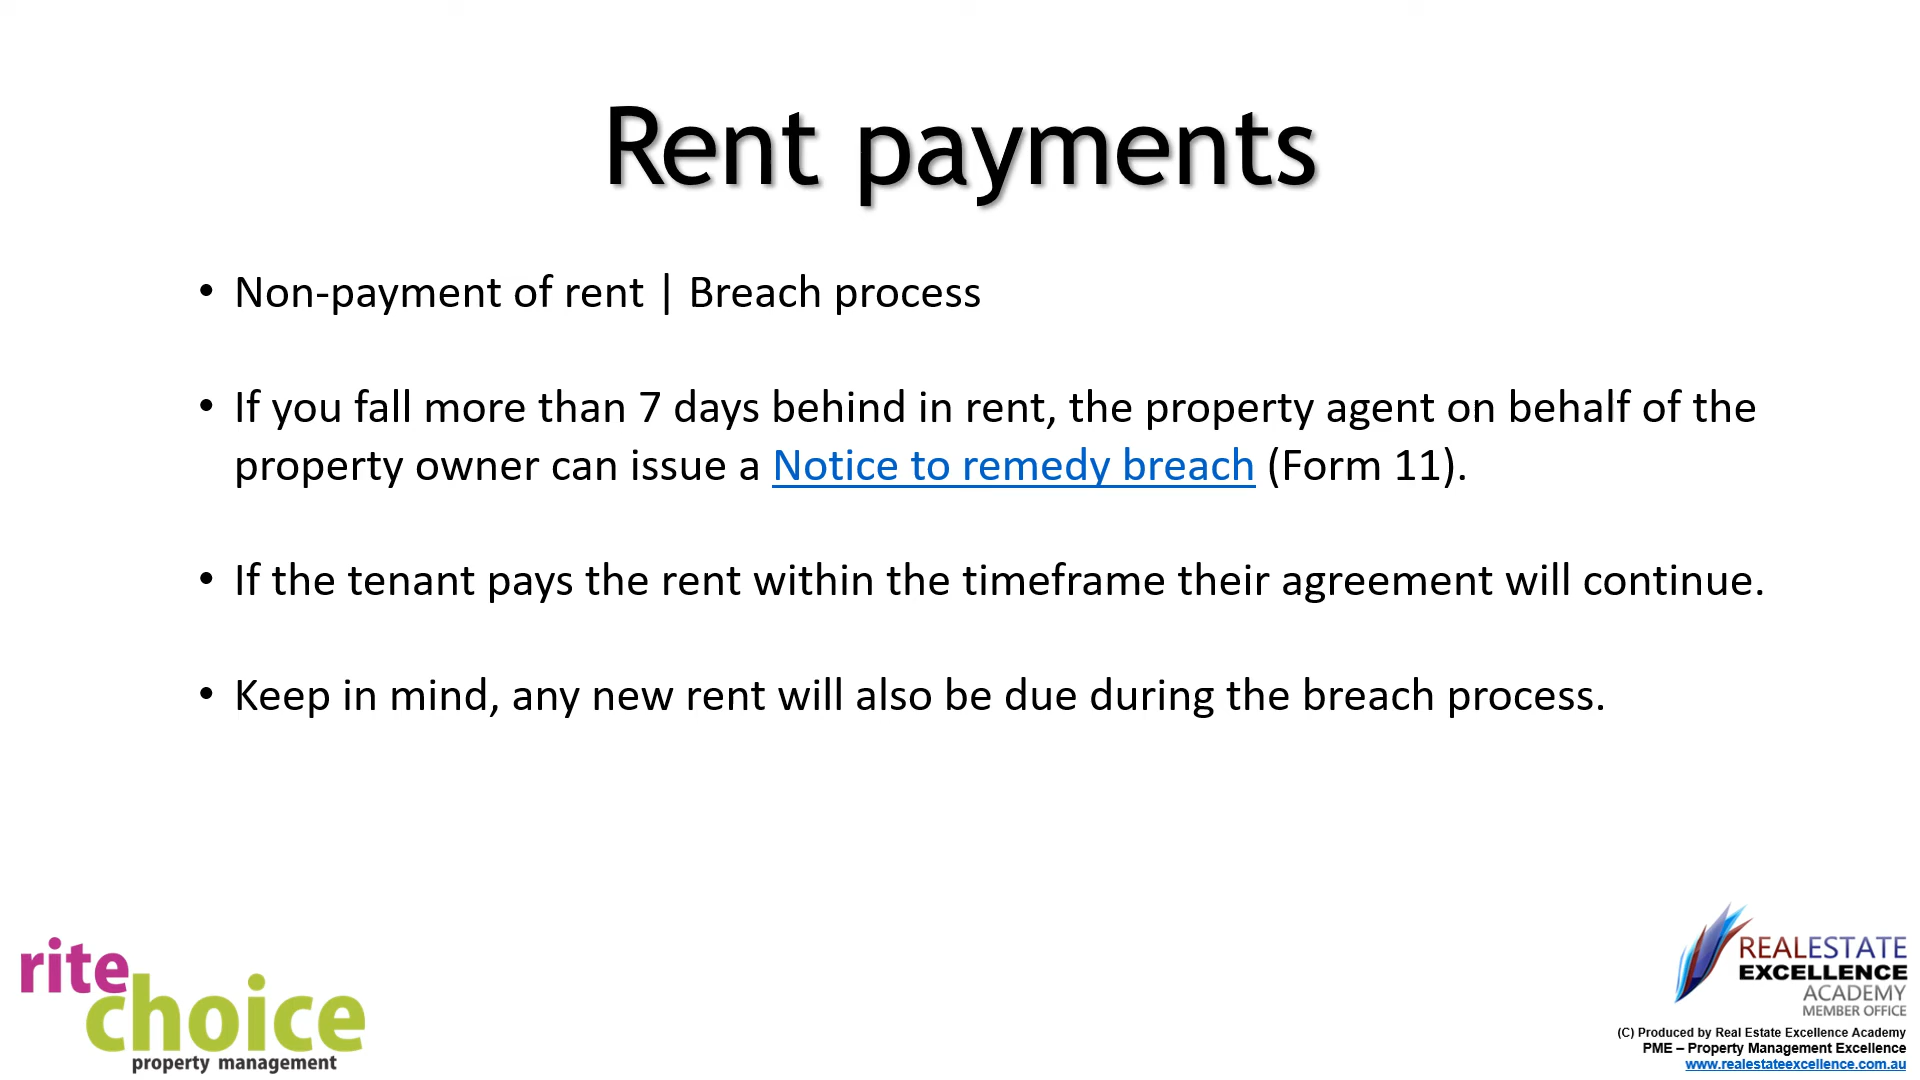 Rent payments
• Non-payment of rent | Breach process
• If you fall more than 7 days behind in rent, the property agent on behalf of the
property owner can issue a Notice to remedy breach (Form 11).
• If the tenant pays the rent within the timeframe their agreement will continue.
• Keep in mind, any new rent will also be due during the breach process.
rite
choice
property management
REALESTATE
EXCELLENCE
ACADEMY
MEMBER OFFICE
(C) Produced by Real Estate Excellence Academy
PME – Property Management Excellence
www.realestateexcellence.com.au